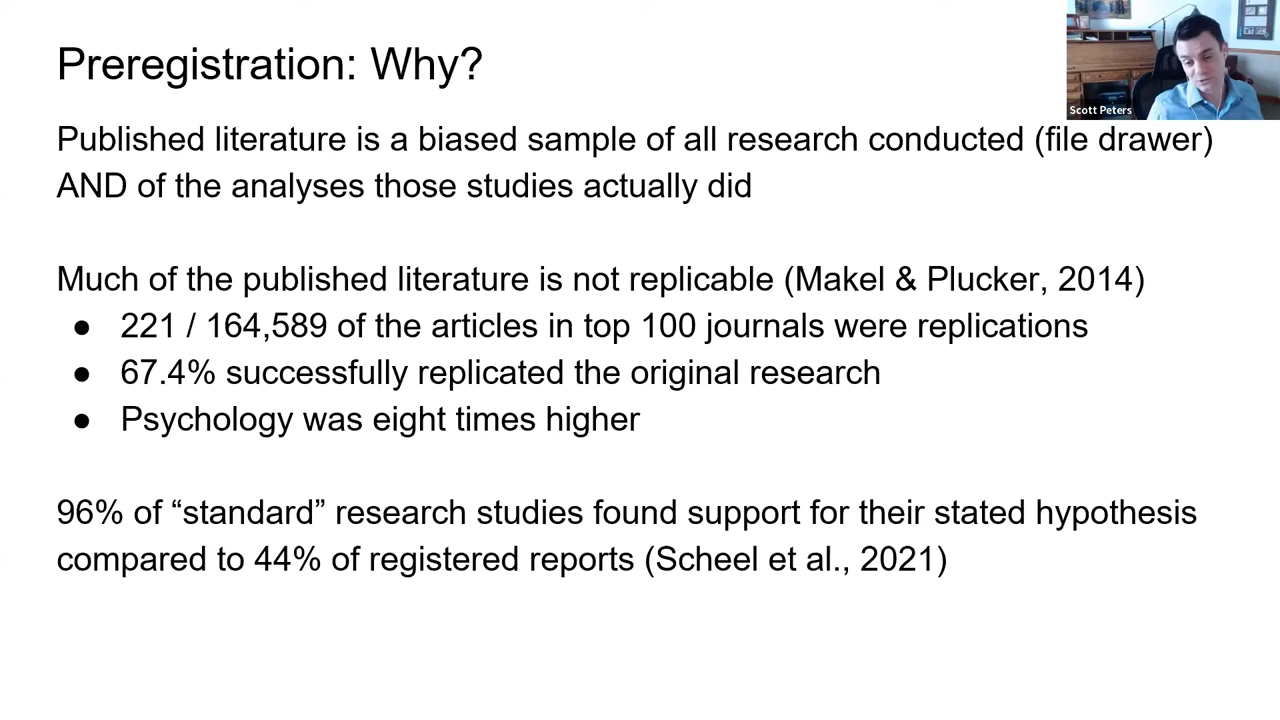 Preregistration: Why?
Scott Peters
Published literature is a biased sample of all research conducted (file drawer)
AND of the analyses those studies actually did
Much of the published literature is not replicable (Makel & Plucker, 2014)
● 221 / 164,589 of the articles in top 100 journals were replications
● 67.4% successfully replicated the original research
● Psychology was eight times higher
96% of “standard” research studies found support for their stated hypothesis
compared to 44% of registered reports (Scheel et al., 2021)